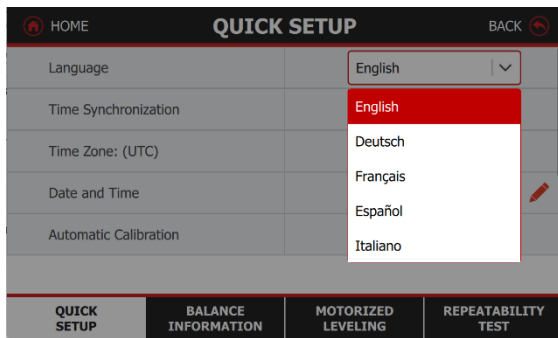 HOME QUICK SETUP BACK
Language English
English
Time Synchronization
Deutsch
Time Zone: (UTC)
Français
Date and Time
Español
Automatic Calibration
Italiano
QUICK SETUP
BALANCE INFORMATION
MOTORIZED LEVELING
REPEATABILITY TEST